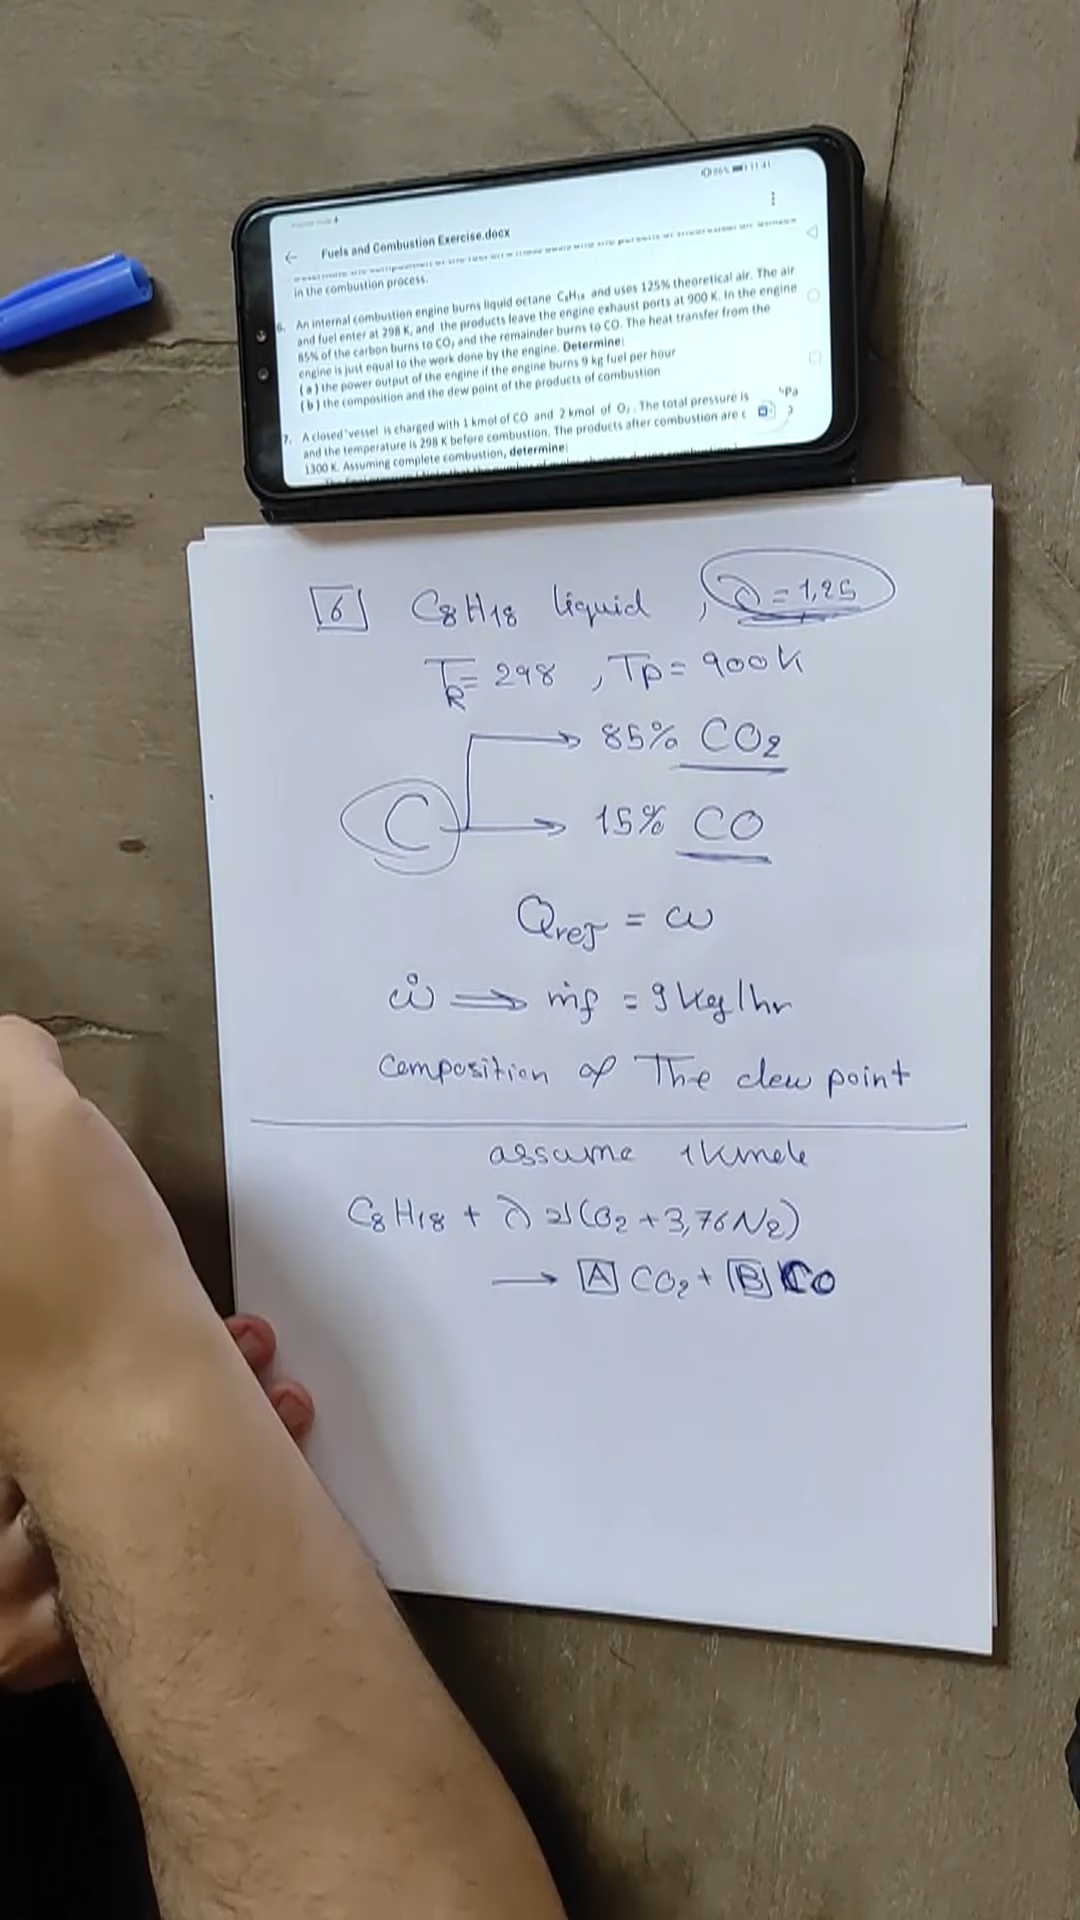 86% 11:41
← Fuels and Combustion Exercise.docx
in the combustion process.
6. An internal combustion engine burns liquid octane C₈H₁₈ and uses 125% theoretical air. The air
and fuel enter at 298 K, and the products leave the engine exhaust ports at 900 K. In the engine
85% of the carbon burns to CO₂ and the remainder burns to CO. The heat transfer from the
engine is just equal to the work done by the engine. Determine:
(a) the power output of the engine if the engine burns 9 kg fuel per hour
(b) the composition and the dew point of the products of combustion
7. A closed vessel is charged with 1 kmol of CO and 2 kmol of O₂. The total pressure is
and the temperature is 298 K before combustion. The products after combustion are
1300 K. Assuming complete combustion, determine:
[6] C8H18 liquid, λ = 1,25
TR = 298, TP = 900K
85% CO2
C
15% CO
Qrej = w
ẇ ⟹ ṁf = 9 kg/hr
Composition of The dew point
assume 1 kmole
C8H18 + λ a(O2 + 3,76 N2)
→ [A] CO2 + [B] CO